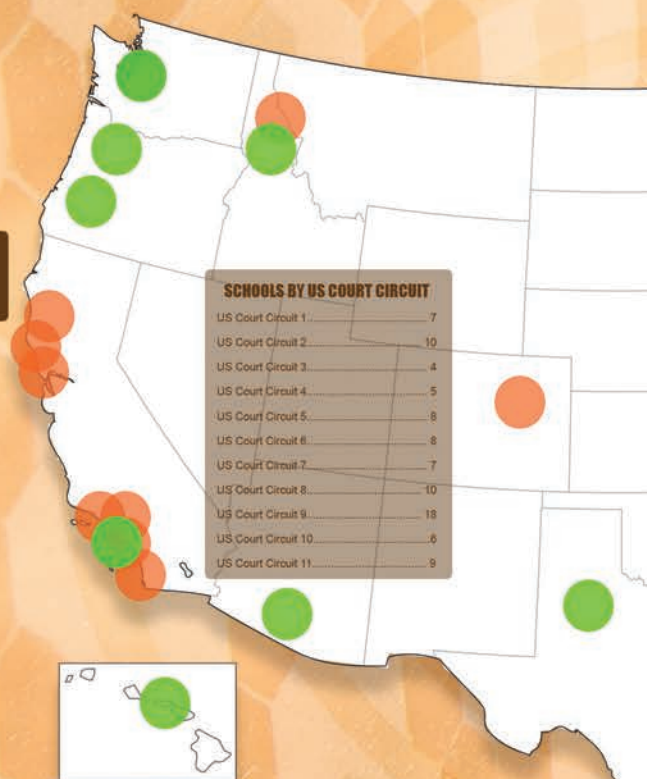 SCHOOLS BY US COURT CIRCUIT
US Court Circuit 1 7
US Court Circuit 2 10
US Court Circuit 3 4
US Court Circuit 4 5
US Court Circuit 5 8
US Court Circuit 6 8
US Court Circuit 7 7
US Court Circuit 8 10
US Court Circuit 9 18
US Court Circuit 10 6
US Court Circuit 11 9